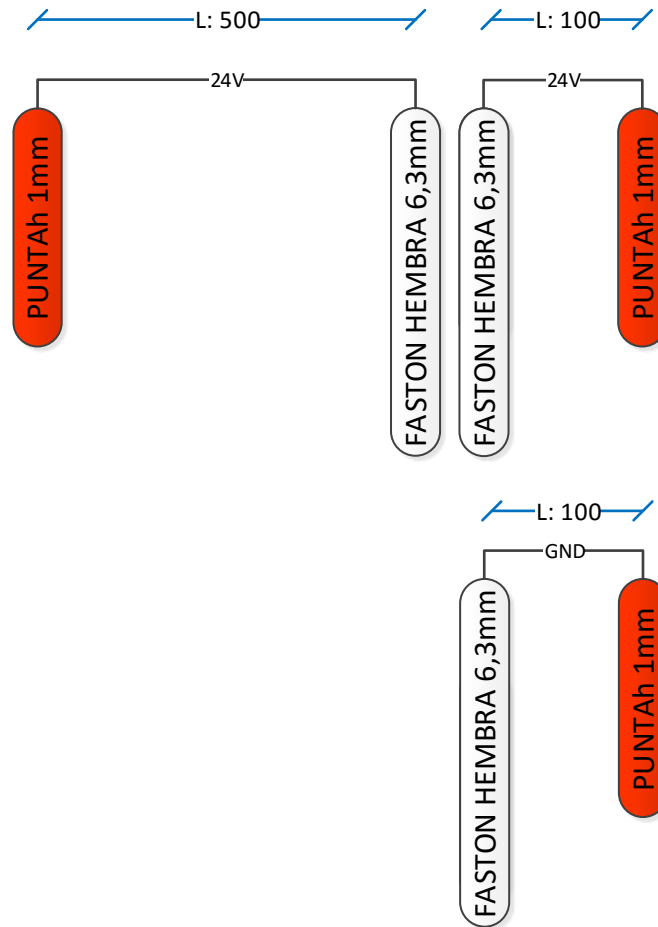 L: 500
L: 100
24V
24V
PUNTAh 1mm
FASTON HEMBRA 6,3mm
FASTON HEMBRA 6,3mm
PUNTAh 1mm
L: 100
GND
FASTON HEMBRA 6,3mm
PUNTAh 1mm